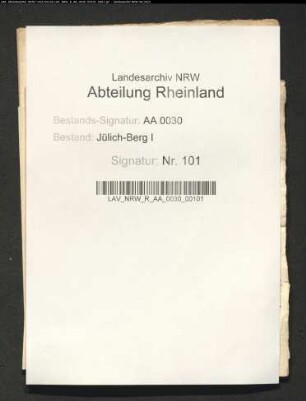 Landesarchiv NRW
Abteilung Rheinland
Bestands-Signatur: AA 0030
Bestand: Jülich-Berg I
Signatur: Nr. 101
LAV_NRW_R_AA_0030_00101